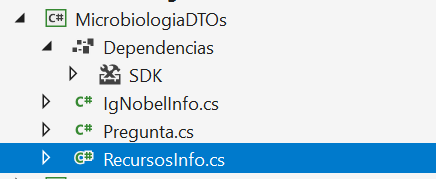 C# MicrobiologiaDTOs
Dependencias
SDK
C# IgNobelInfo.cs
C# Pregunta.cs
C# RecursosInfo.cs